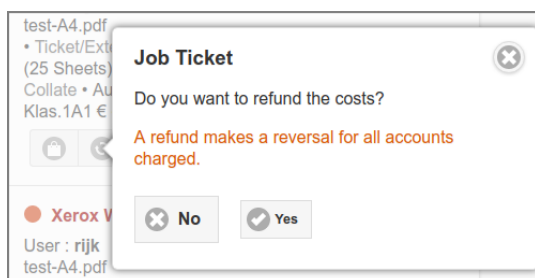 test-A4.pdf
• Ticket/Ext
(25 Sheets)
Collate • Au
Klas.1A1 €
Job Ticket
Do you want to refund the costs?
A refund makes a reversal for all accounts
charged.
No Yes
Xerox
User : rijk
test-A4.pdf